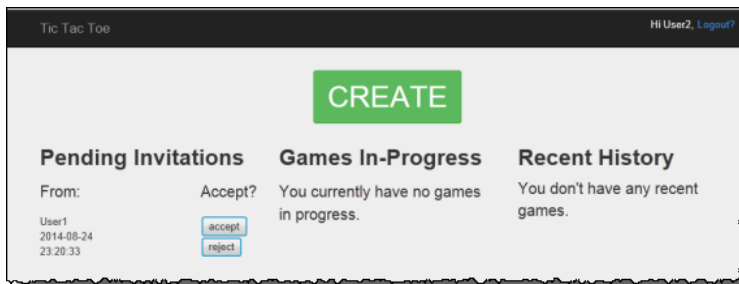 Tic Tac Toe
Hi User2, Logout?
CREATE
Pending Invitations
From: Accept?
User1
2014-08-24
23:20:33
accept
reject
Games In-Progress
You currently have no games
in progress.
Recent History
You don't have any recent
games.